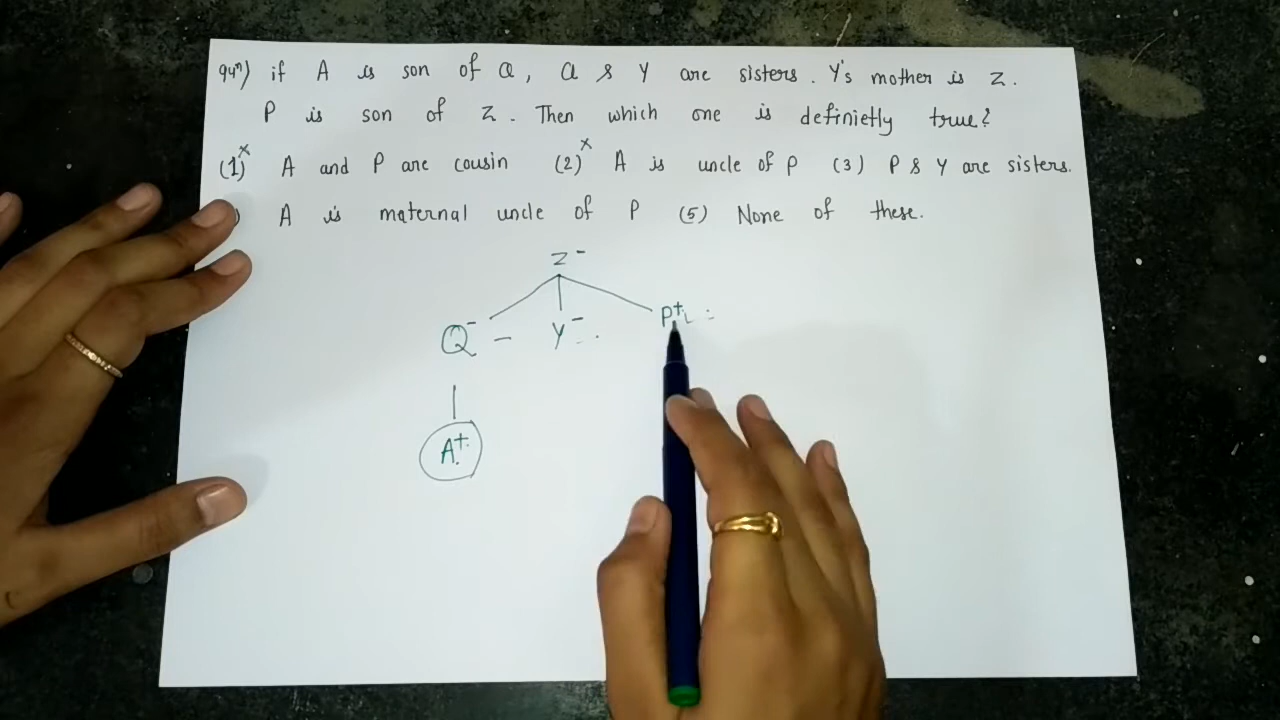 Qun) if A is son of Q, Q & Y are sisters. Y's mother is Z.
P is son of Z. Then which one is definietly true?
(1)x A and P are cousin (2)x A is uncle of P (3) P & Y are sisters.
) A is maternal uncle of P (5) None of these.
Z -
Q - - Y - P +
A +